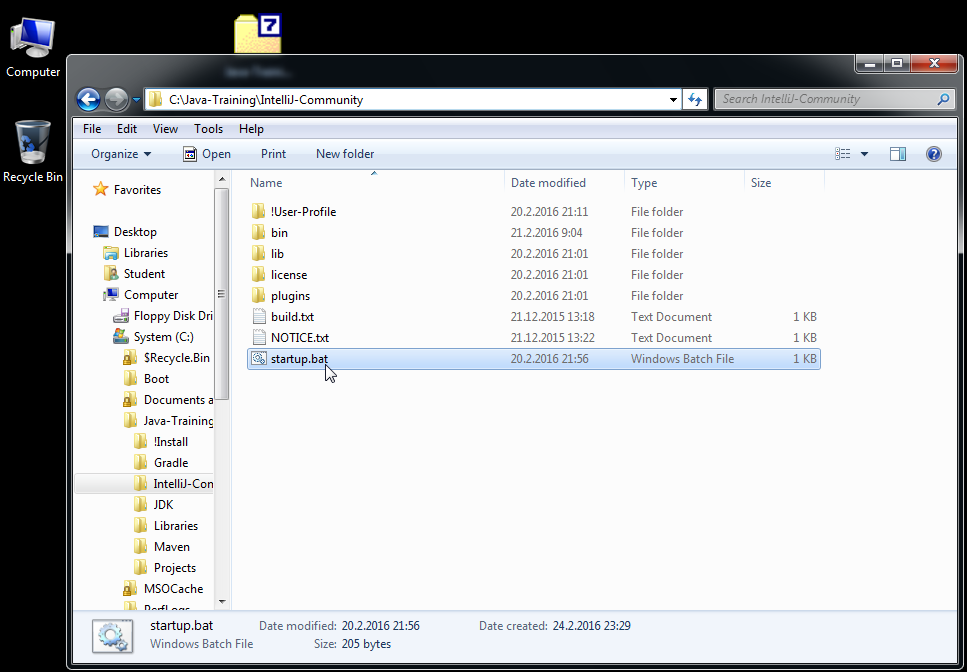 7
Computer
Recycle Bin
C:\Java-Training\IntelliJ-Community
Search IntelliJ-Community
File Edit View Tools Help
Organize Open Print New folder
Favorites
Desktop
Libraries
Student
Computer
Floppy Disk Dri
System (C:)
$Recycle.Bin
Boot
Documents a
Java-Training
!Install
Gradle
IntelliJ-Con
JDK
Libraries
Maven
Projects
MSOCache
PerfLogs
Name Date modified Type Size
!User-Profile 20.2.2016 21:11 File folder
bin 21.2.2016 9:04 File folder
lib 20.2.2016 21:01 File folder
license 20.2.2016 21:01 File folder
plugins 20.2.2016 21:01 File folder
build.txt 21.12.2015 13:18 Text Document 1 KB
NOTICE.txt 21.12.2015 13:22 Text Document 1 KB
startup.bat 20.2.2016 21:56 Windows Batch File 1 KB
startup.bat Date modified: 20.2.2016 21:56 Date created: 24.2.2016 23:29
Windows Batch File Size: 205 bytes